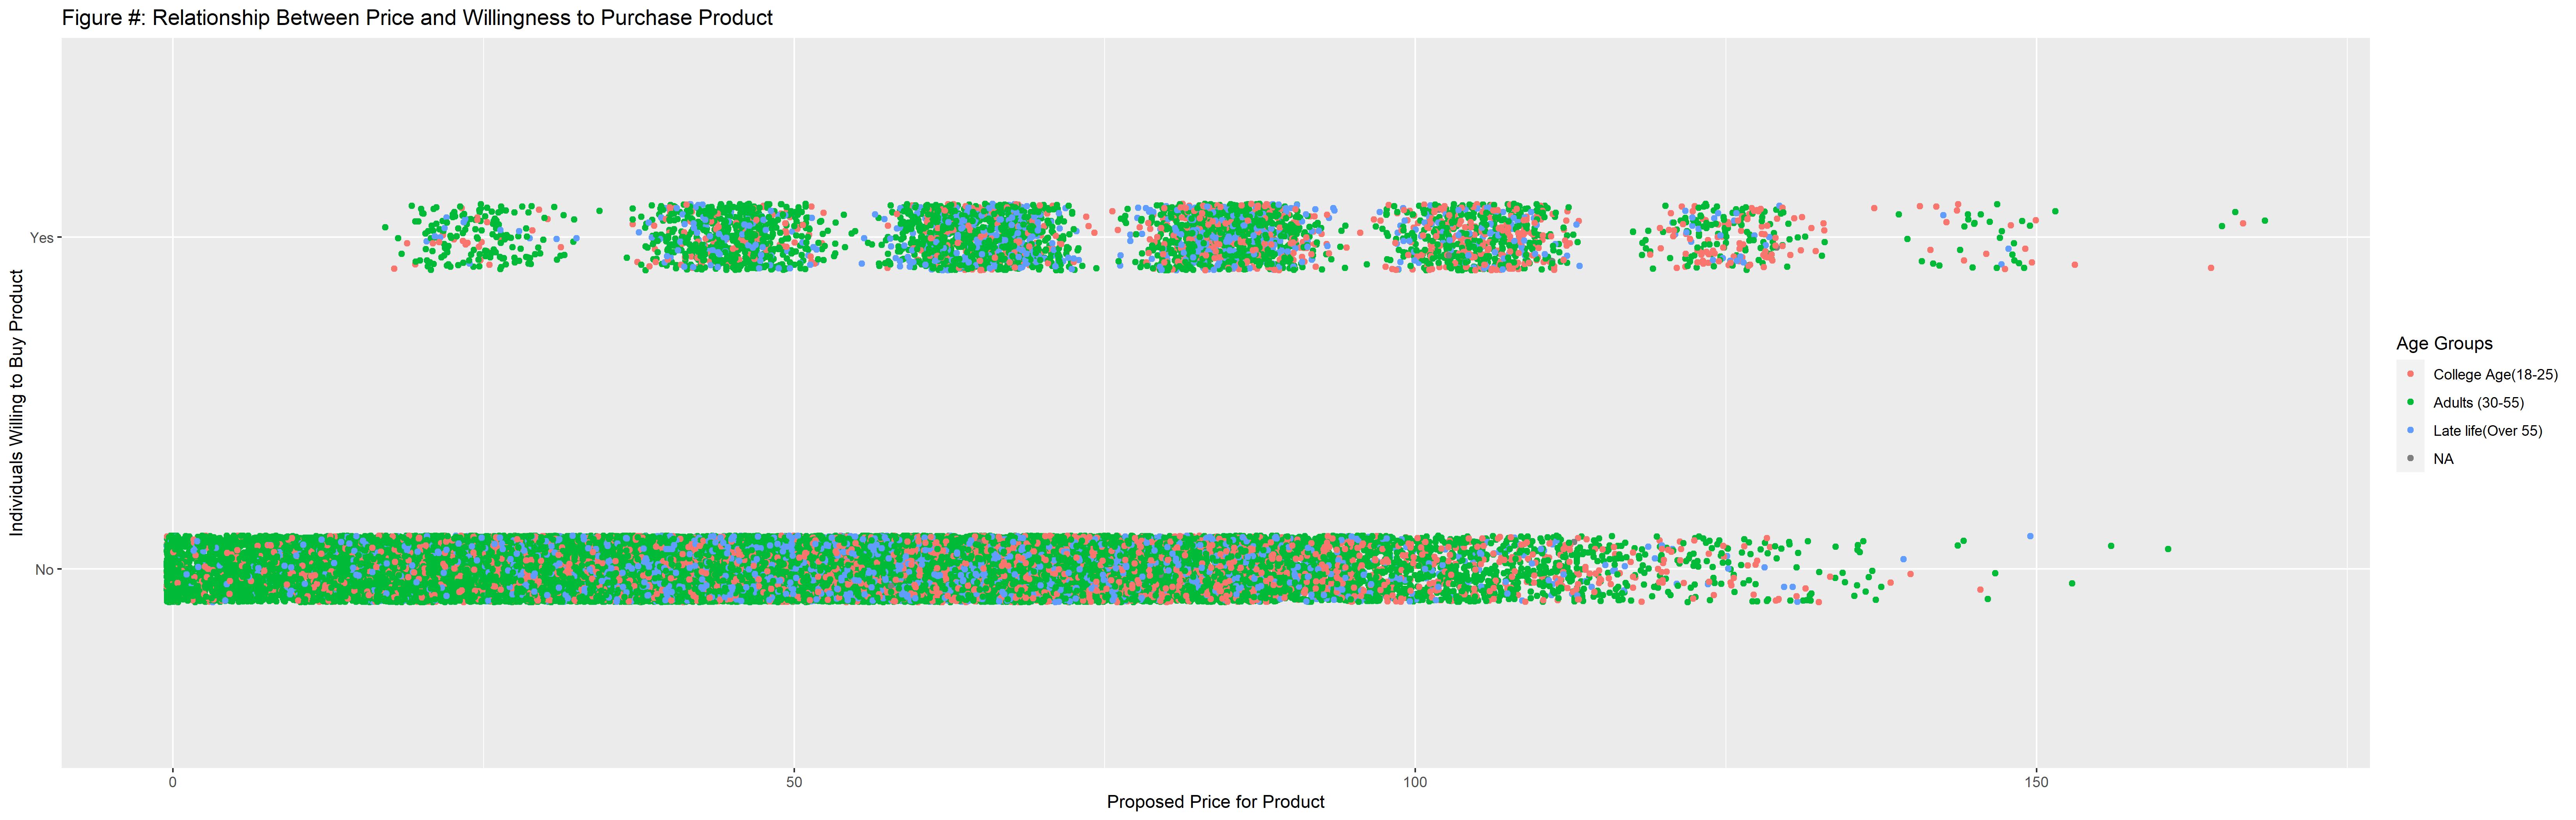 Figure #: Relationship Between Price and Willingness to Purchase Product
Individuals Willing to Buy Product
Yes
No
0
50
100
150
Proposed Price for Product
Age Groups
College Age(18-25)
Adults (30-55)
Late life(Over 55)
NA